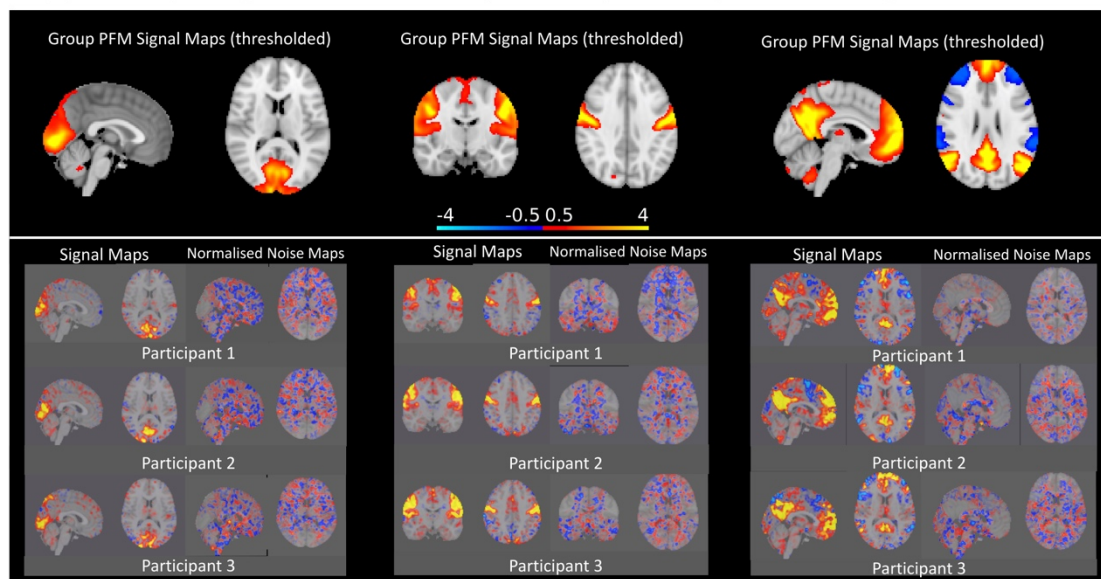 Group PFM Signal Maps (thresholded)
Group PFM Signal Maps (thresholded)
Group PFM Signal Maps (thresholded)
-4 -0.5 0.5 4
Signal Maps Normalised Noise Maps
Participant 1
Participant 2
Participant 3
Signal Maps Normalised Noise Maps
Participant 1
Participant 2
Participant 3
Signal Maps Normalised Noise Maps
Participant 1
Participant 2
Participant 3